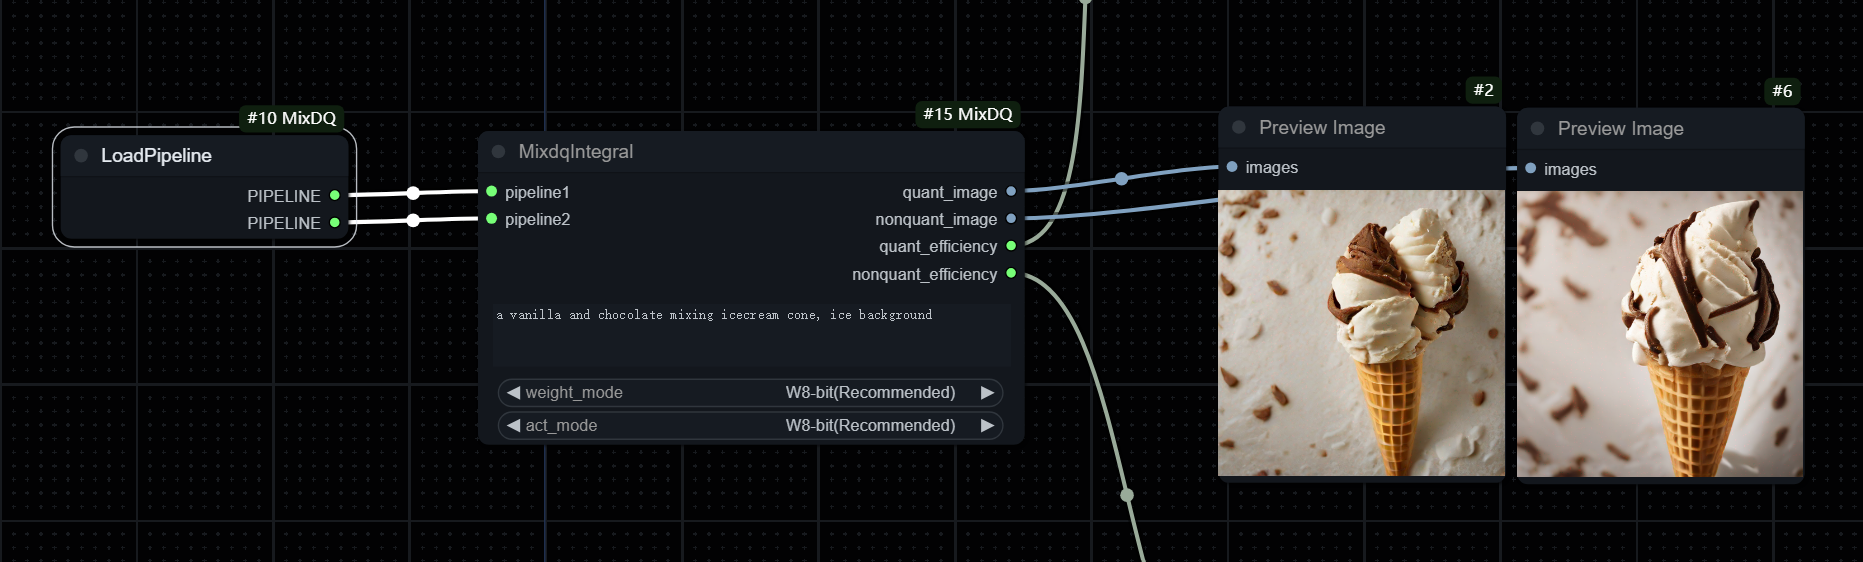 #10 MixDQ
LoadPipeline
PIPELINE
PIPELINE
#15 MixDQ
MixdqIntegral
pipeline1
quant_image
pipeline2
nonquant_image
quant_efficiency
nonquant_efficiency
a vanilla and chocolate mixing icecream cone, ice background
weight_mode W8-bit(Recommended)
act_mode W8-bit(Recommended)
#2
Preview Image
images
#6
Preview Image
images